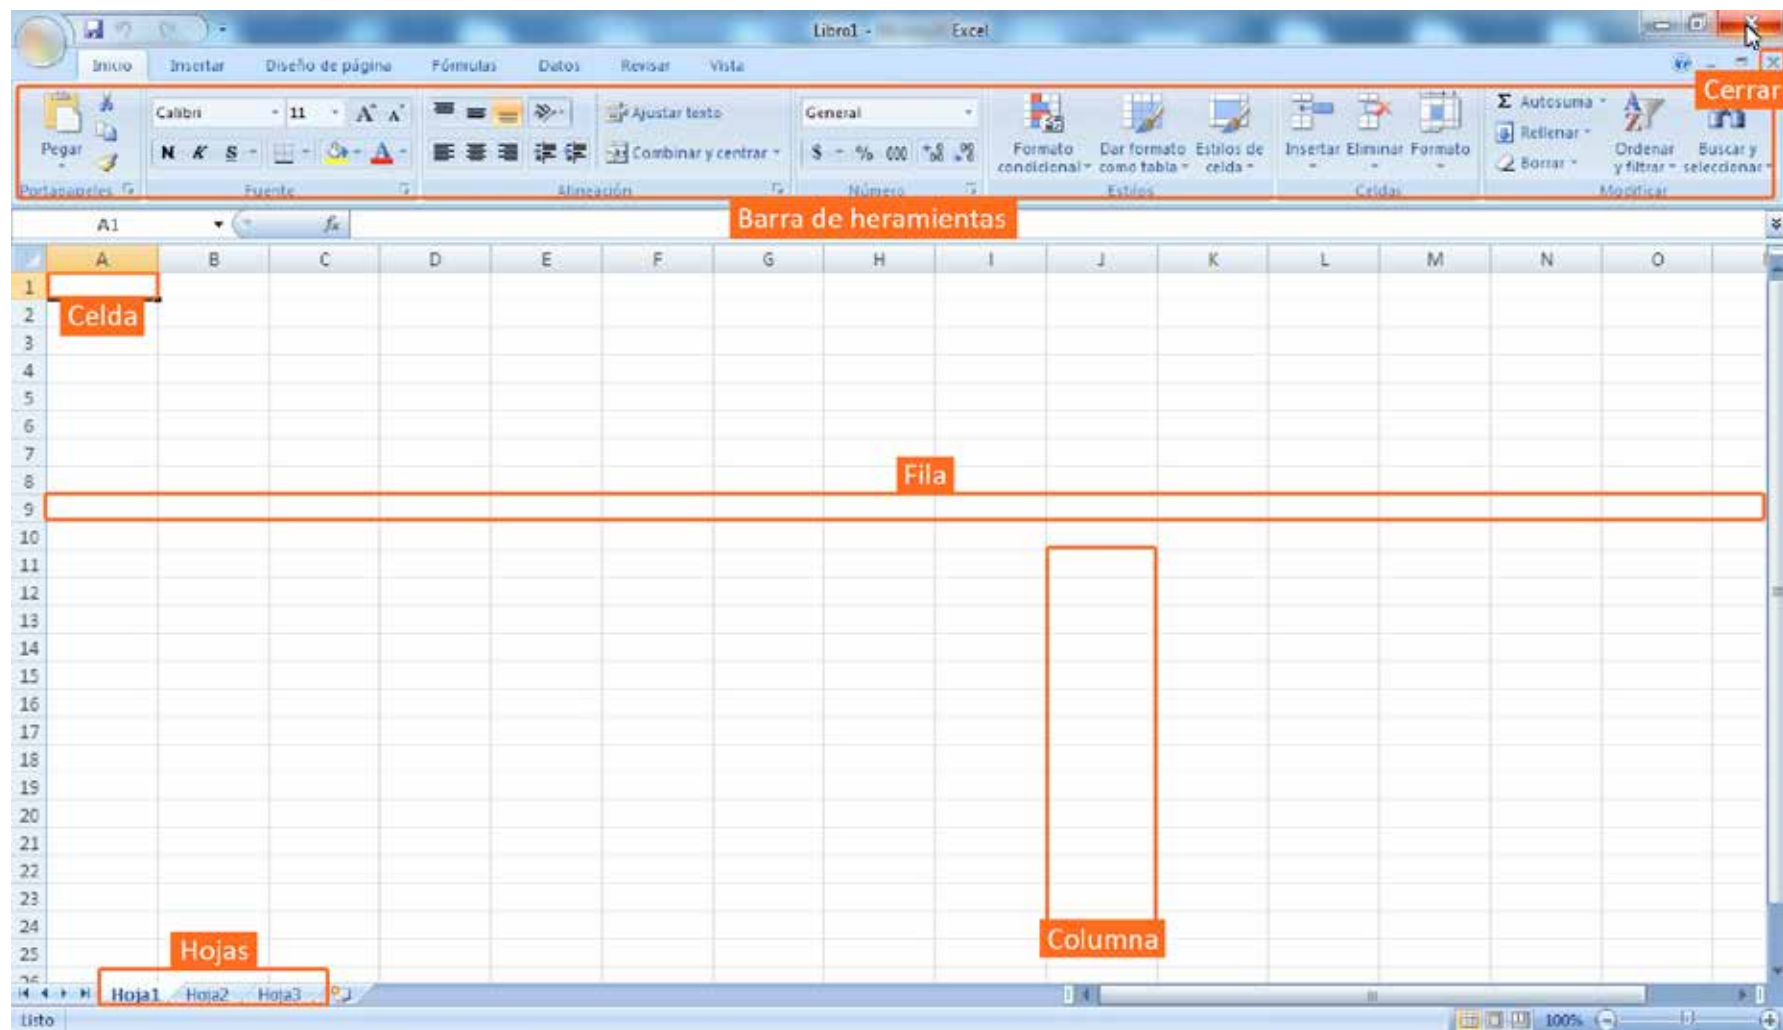 Libro1 - Microsoft Excel
Inicio Insertar Diseño de página Fórmulas Datos Revisar Vista
Cerrar
Calibri 11 A A Ajustar texto General Σ Autosuma
Rellenar
Pegar N K S Combinar y centrar $ % 000 Formato condicional Dar formato como tabla Estilos de celda Insertar Eliminar Formato Borrar Ordenar y filtrar Buscar y seleccionar
Portapapeles Fuente Alineación Número Estilos Celdas Modificar
Barra de heramientas
A1 fx
A B C D E F G H I J K L M N O
1
2 Celda
3
4
5
6
7
Fila
8
9
10
11
12
13
14
15
16
17
18
19
20
21
22
23
24
Columna
Hojas
25
26
Hoja1 Hoja2 Hoja3
Listo 100%